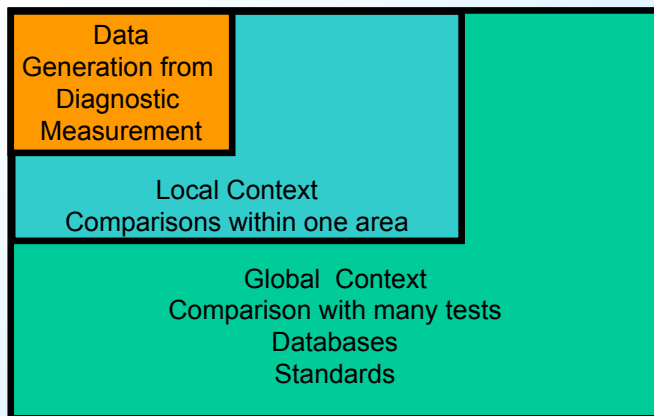 Data
Generation from
Diagnostic
Measurement
Local Context
Comparisons within one area
Global  Context
Comparison with many tests
Databases
Standards